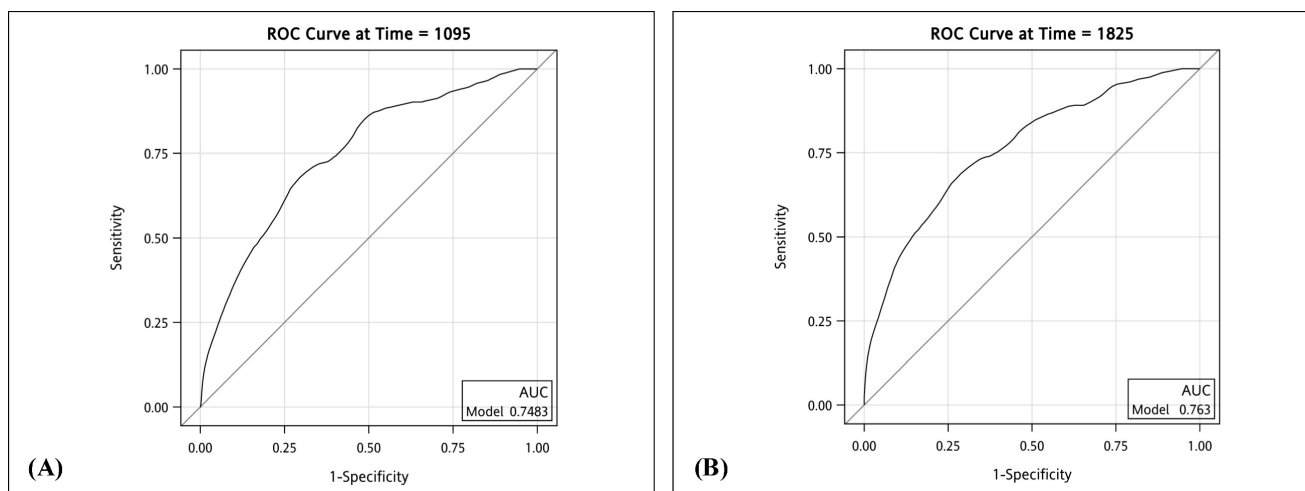 ROC Curve at Time = 1095
1.00
0.75
0.50
0.25
0.00
Sensitivity
AUC
Model 0.7483
0.00 0.25 0.50 0.75 1.00
1-Specificity
(A)
ROC Curve at Time = 1825
1.00
0.75
0.50
0.25
0.00
Sensitivity
AUC
Model 0.763
0.00 0.25 0.50 0.75 1.00
1-Specificity
(B)